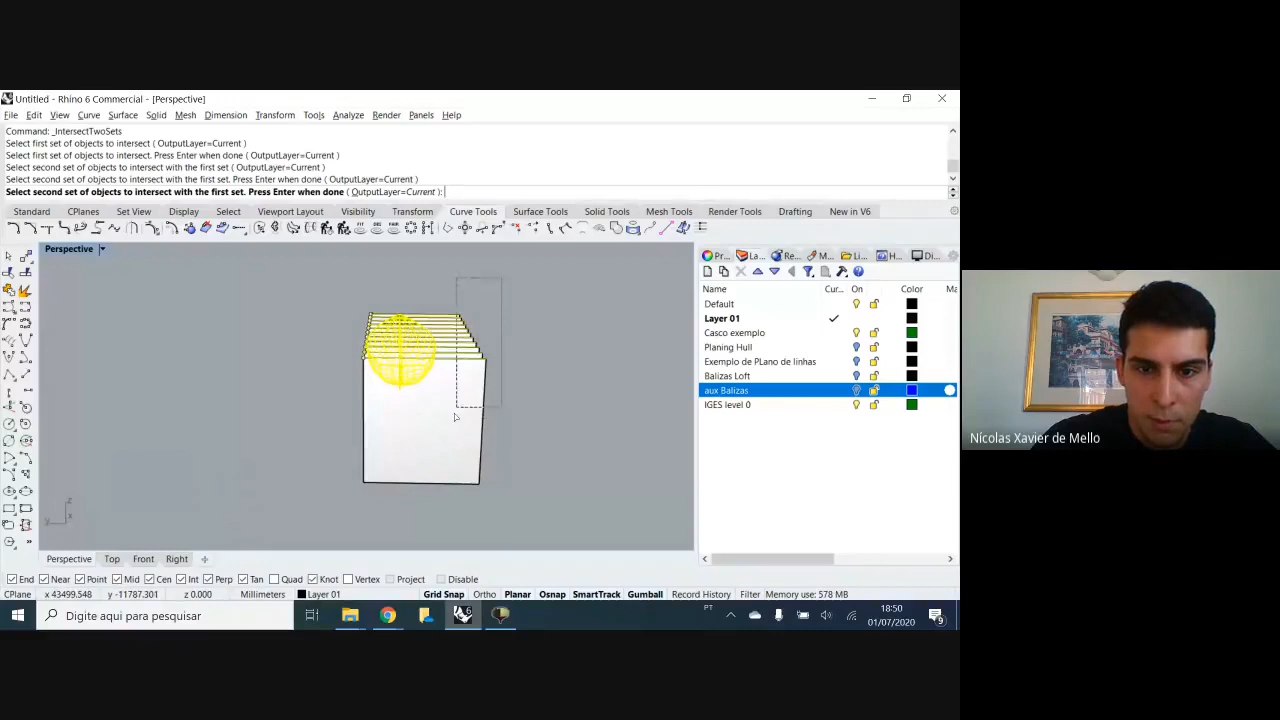 Untitled - Rhino 6 Commercial - [Perspective]
File Edit View Curve Surface Solid Mesh Dimension Transform Tools Analyze Render Panels Help
Command: _IntersectTwoSets
Select first set of objects to intersect ( OutputLayer=Current )
Select first set of objects to intersect. Press Enter when done ( OutputLayer=Current )
Select second set of objects to intersect with the first set ( OutputLayer=Current )
Select second set of objects to intersect with the first set. Press Enter when done ( OutputLayer=Current )
Select second set of objects to intersect with the first set. Press Enter when done ( OutputLayer=Current ):
Standard CPlanes Set View Display Select Viewport Layout Visibility Transform Curve Tools Surface Tools Solid Tools Mesh Tools Render Tools Drafting New in V6
Perspective
Pr... La... Re... M... Li... H... Di...
Name Cur... On Color Ma
Default
Layer 01
Casco exemplo
Planing Hull
Exemplo de PLano de linhas
Balizas Loft
aux Balizas
IGES level 0
Nícolas Xavier de Mello
z
y x
Perspective Top Front Right
End Near Point Mid Cen Int Perp Tan Quad Knot Vertex Project Disable
CPlane x 43499.548 y -11787.301 z 0.000 Millimeters Layer 01 Grid Snap Ortho Planar Osnap SmartTrack Gumball Record History Filter Memory use: 578 MB
Digite aqui para pesquisar
PT
18:50
01/07/2020
9